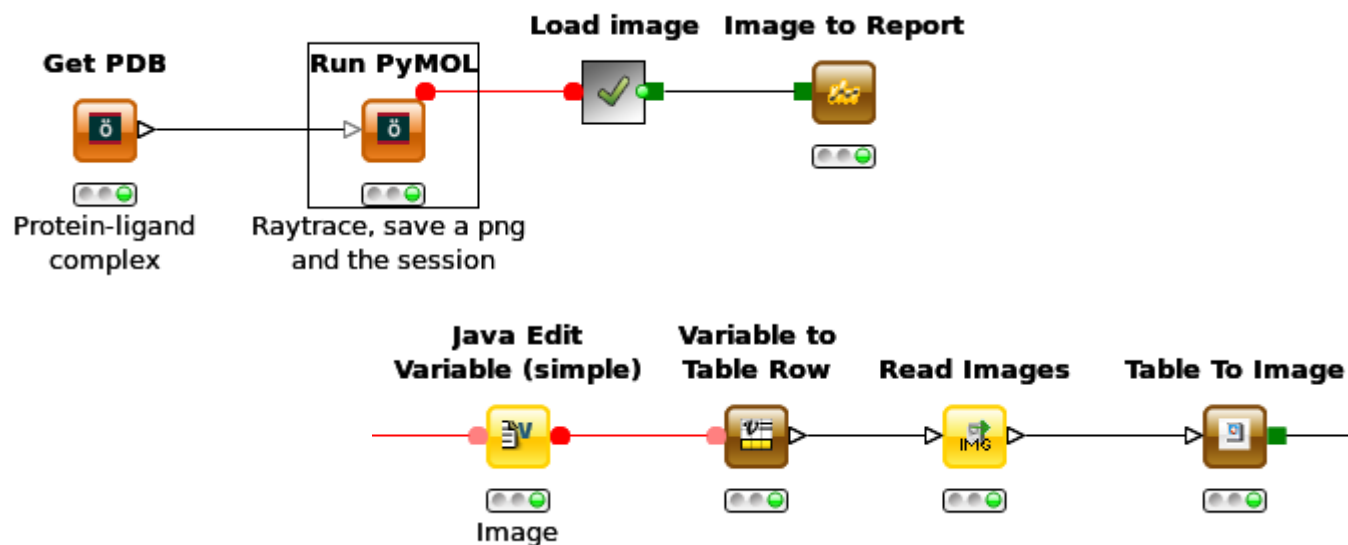 Load image
Image to Report
Get PDB
Run PyMOL
ö
ö
Protein-ligand
complex
Raytrace, save a png
and the session
Java Edit
Variable (simple)
Variable to
Table Row
Read Images
Table To Image
V
v=
IMG
Image